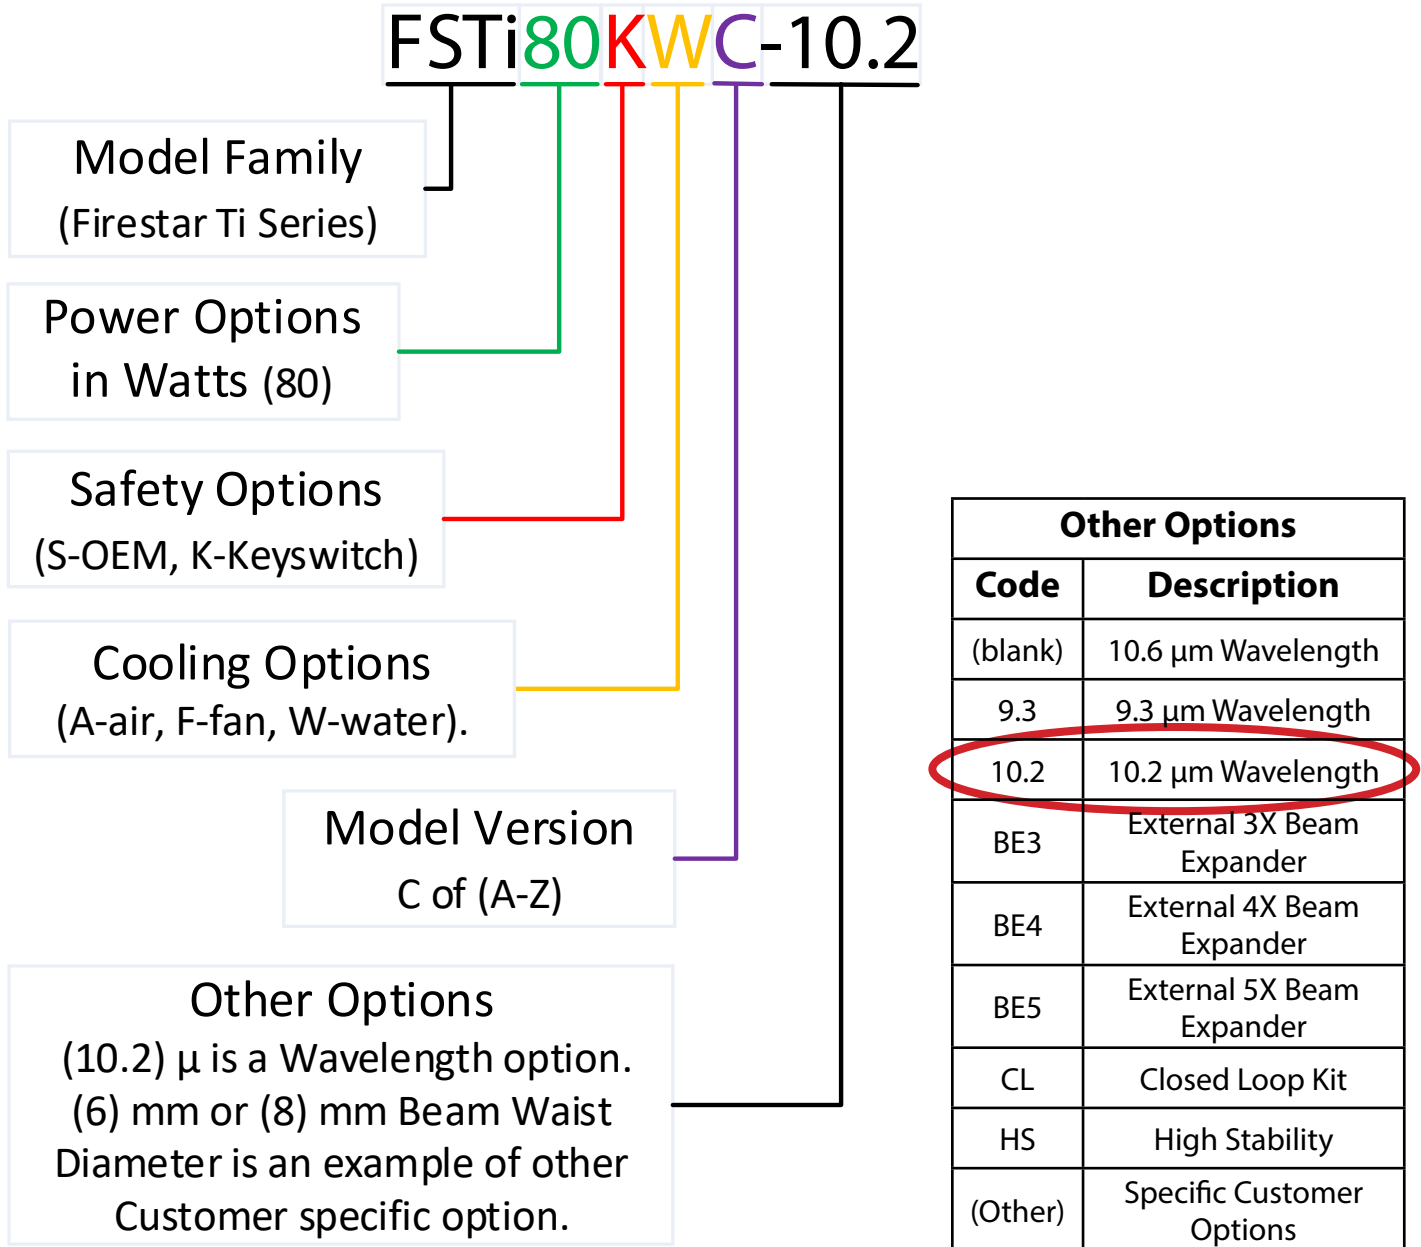 FSTi80KWC-10.2
Model Family
(Firestar Ti Series)
Power Options
in Watts (80)
Safety Options
(S-OEM, K-Keyswitch)
Cooling Options
(A-air, F-fan, W-water).
Model Version
C of (A-Z)
Other Options
(10.2) µ is a Wavelength option.
(6) mm or (8) mm Beam Waist
Diameter is an example of other
Customer specific option.
Other Options
Code Description
(blank) 10.6 µm Wavelength
9.3 9.3 µm Wavelength
10.2 10.2 µm Wavelength
BE3 External 3X Beam
Expander
BE4 External 4X Beam
Expander
BE5 External 5X Beam
Expander
CL Closed Loop Kit
HS High Stability
(Other) Specific Customer
Options